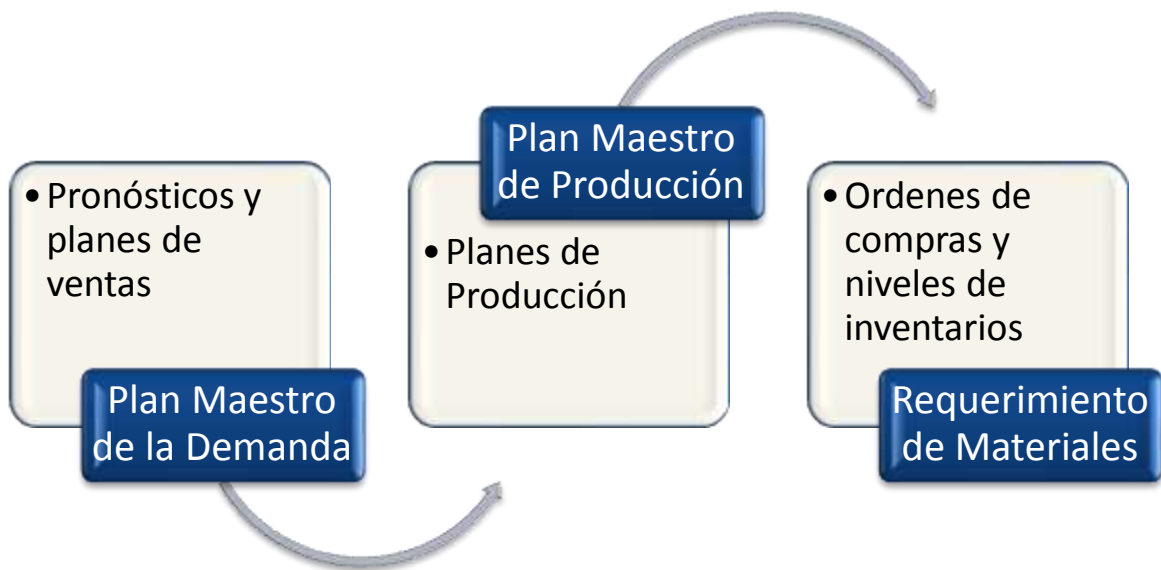 • Pronósticos y
planes de
ventas
Plan Maestro
de la Demanda
Plan Maestro
de Producción
• Planes de
Producción
• Ordenes de
compras y
niveles de
inventarios
Requerimiento
de Materiales